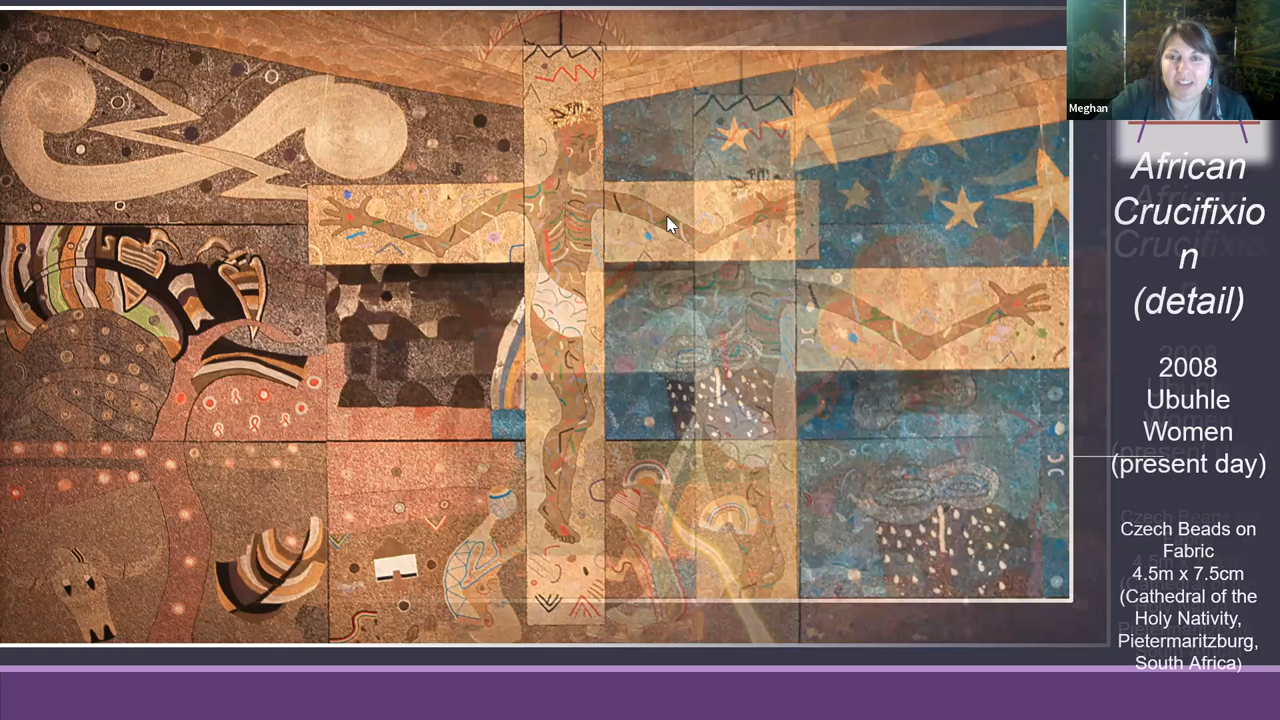 Meghan
African
Crucifixio
n
(detail)
2008
Ubuhle
Women
(present day)
Czech Beads on
Fabric
4.5m x 7.5cm
(Cathedral of the
Holy Nativity,
Pietermaritzburg,
South Africa)